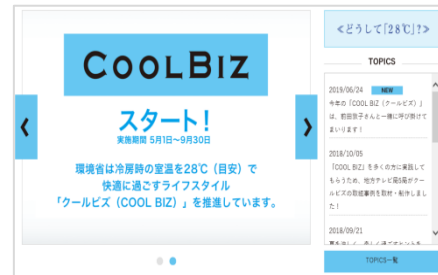 COOLBIZ
スタート！
実施期間 5月1日〜9月30日
環境省は冷房時の室温を28℃（目安）で
快適に過ごすライフスタイル
「クールビズ（COOL BIZ）」を推進しています。
≪どうして「28℃」?≫
TOPICS
2019/06/24 NEW
今年の「COOL BIZ（クールビズ）」
は、前田敦子さんと一緒に呼び掛けて
まいります！
2018/10/05
「COOL BIZ」を多くの方に実践して
もらうため、地方テレビ局5局がクー
ルビズの取組事例を取材・制作しまし
た！
2018/09/21
TOPICS一覧